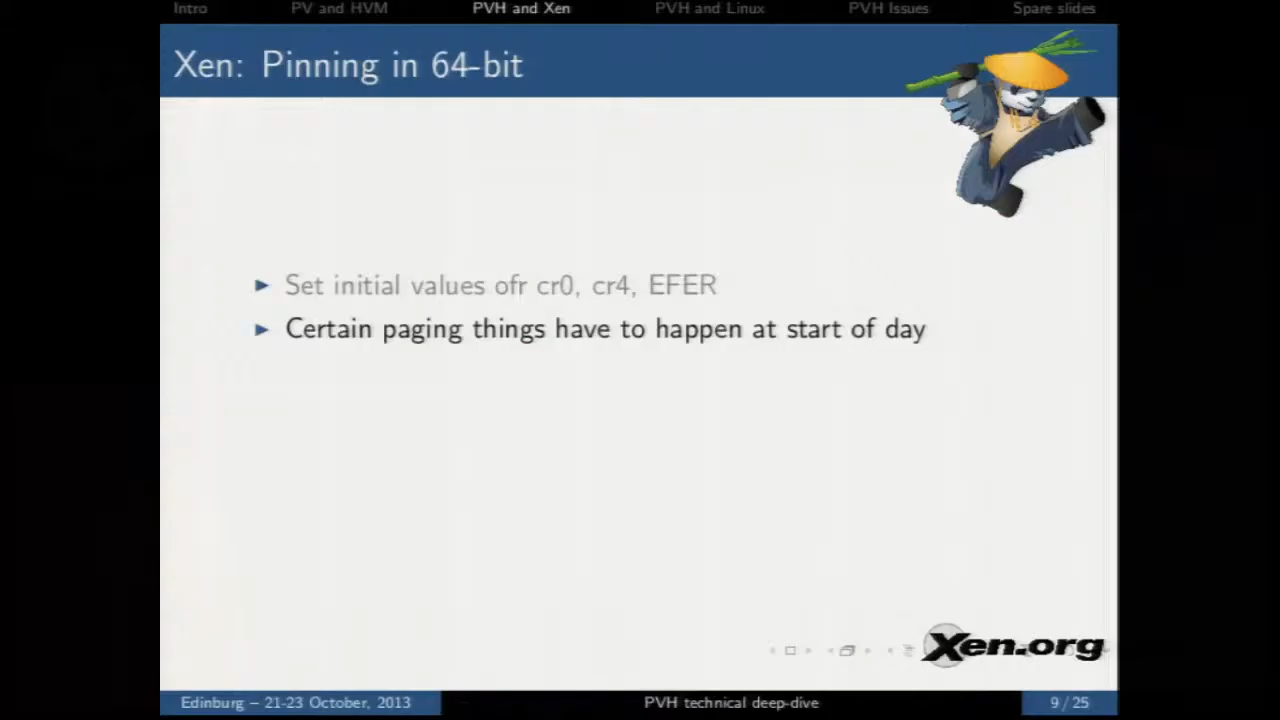 Intro PV and HVM PVH and Xen PVH and Linux PVH Issues Spare slides
Xen: Pinning in 64-bit
Set initial values ofr cr0, cr4, EFER
Certain paging things have to happen at start of day
Xen.org
Edinburg – 21-23 October, 2013 PVH technical deep-dive 9 / 25